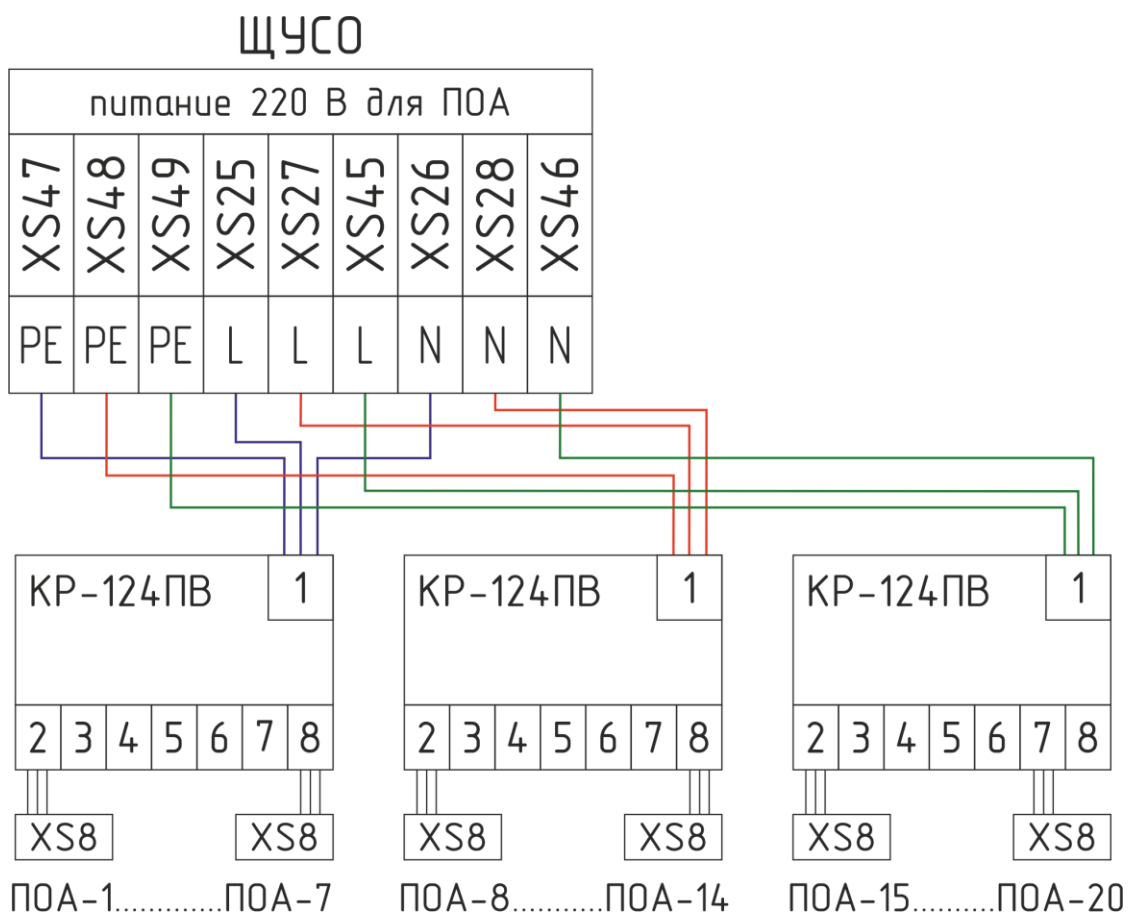 ЩУСО
питание 220 В для ПОА
XS47 XS48 XS49 XS25 XS27 XS45 XS26 XS28 XS46
PE PE PE L L L N N N
КР-124ПВ 1 КР-124ПВ 1 КР-124ПВ 1
2 3 4 5 6 7 8 2 3 4 5 6 7 8 2 3 4 5 6 7 8
XS8 XS8 XS8 XS8 XS8 XS8
ПОА-1.............ПОА-7 ПОА-8...........ПОА-14 ПОА-15..........ПОА-20